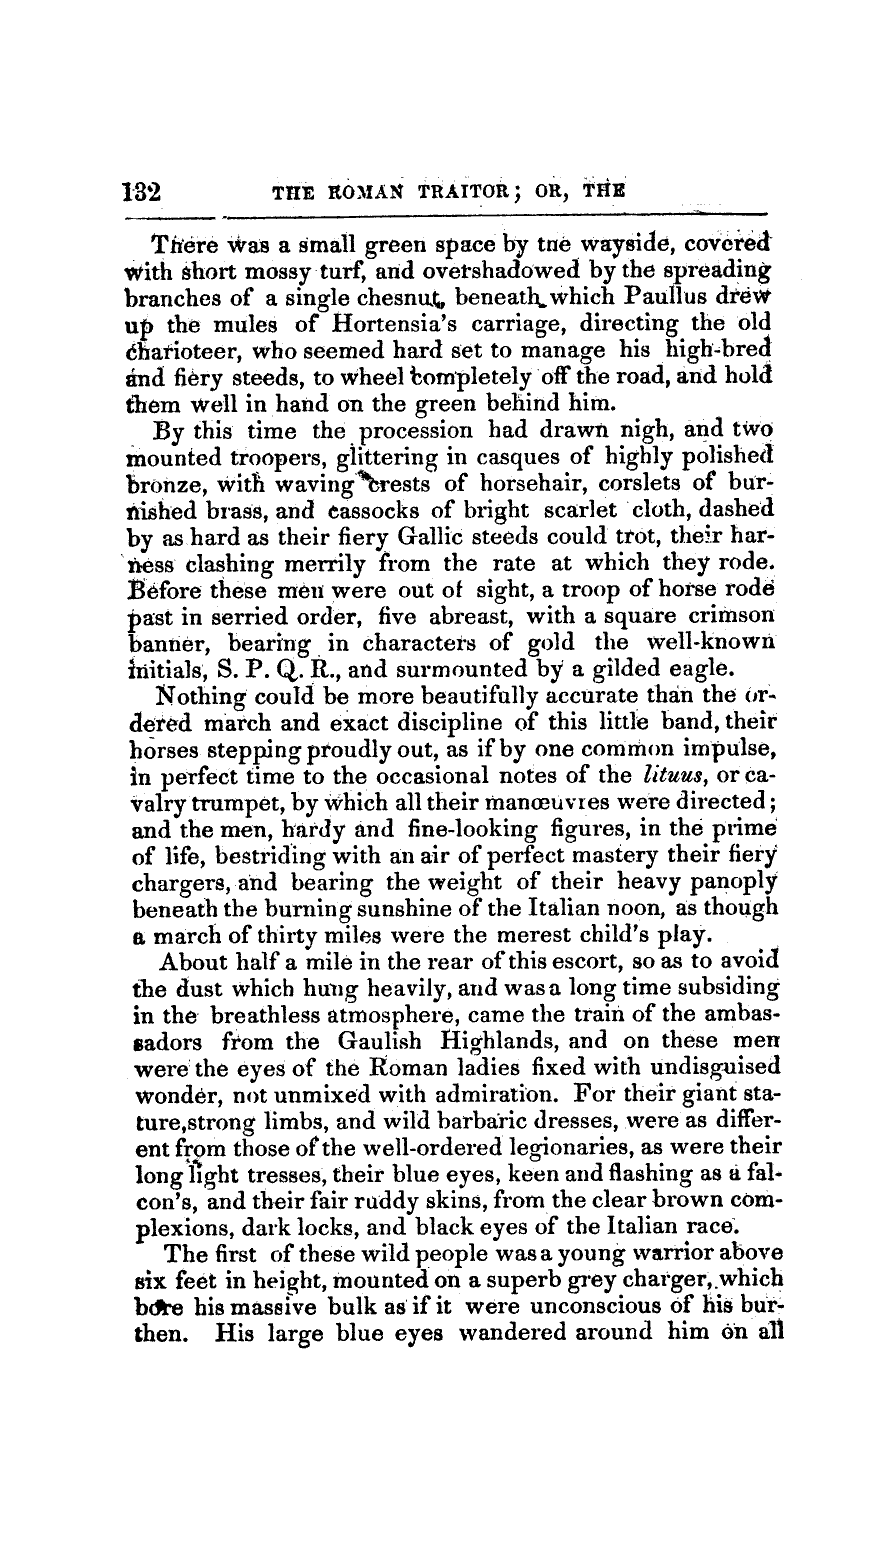 132 THE ROMAN TRAITOR; OR, THE
There was a small green space by the wayside, covered
with short mossy turf, and overshadowed by the spreading
branches of a single chesnut, beneath which Paullus drew
up the mules of Hortensia's carriage, directing the old
charioteer, who seemed hard set to manage his high-bred
and fiery steeds, to wheel completely off the road, and hold
them well in hand on the green behind him.
By this time the procession had drawn nigh, and two
mounted troopers, glittering in casques of highly polished
bronze, with waving crests of horsehair, corslets of bur-
nished brass, and cassocks of bright scarlet cloth, dashed
by as hard as their fiery Gallic steeds could trot, their har-
ness clashing merrily from the rate at which they rode.
Before these men were out of sight, a troop of horse rode
past in serried order, five abreast, with a square crimson
banner, bearing in characters of gold the well-known
initials, S. P. Q. R., and surmounted by a gilded eagle.
Nothing could be more beautifully accurate than the or-
dered march and exact discipline of this little band, their
horses stepping proudly out, as if by one common impulse,
in perfect time to the occasional notes of the lituus, or ca-
valry trumpet, by which all their manœuvres were directed;
and the men, hardy and fine-looking figures, in the prime
of life, bestriding with an air of perfect mastery their fiery
chargers, and bearing the weight of their heavy panoply
beneath the burning sunshine of the Italian noon, as though
a march of thirty miles were the merest child's play.
About half a mile in the rear of this escort, so as to avoid
the dust which hung heavily, and was a long time subsiding
in the breathless atmosphere, came the train of the ambas-
sadors from the Gaulish Highlands, and on these men
were the eyes of the Roman ladies fixed with undisguised
wonder, not unmixed with admiration. For their giant sta-
ture,strong limbs, and wild barbaric dresses, were as differ-
ent from those of the well-ordered legionaries, as were their
long light tresses, their blue eyes, keen and flashing as a fal-
con's, and their fair ruddy skins, from the clear brown com-
plexions, dark locks, and black eyes of the Italian race.
The first of these wild people was a young warrior above
six feet in height, mounted on a superb grey charger, which
bore his massive bulk as if it were unconscious of his bur-
then. His large blue eyes wandered around him on all